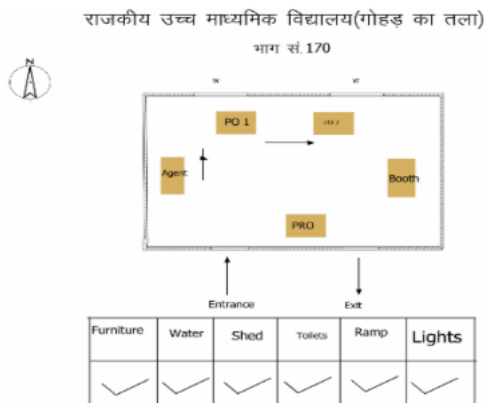 राजकीय उच्च माध्यमिक विद्यालय(गोहड़ का तला)
भाग सं.170
N
W W
PO 1
Agent
Booth
PRO
Entrance Exit
Furniture Water Shed Toilets Ramp Lights